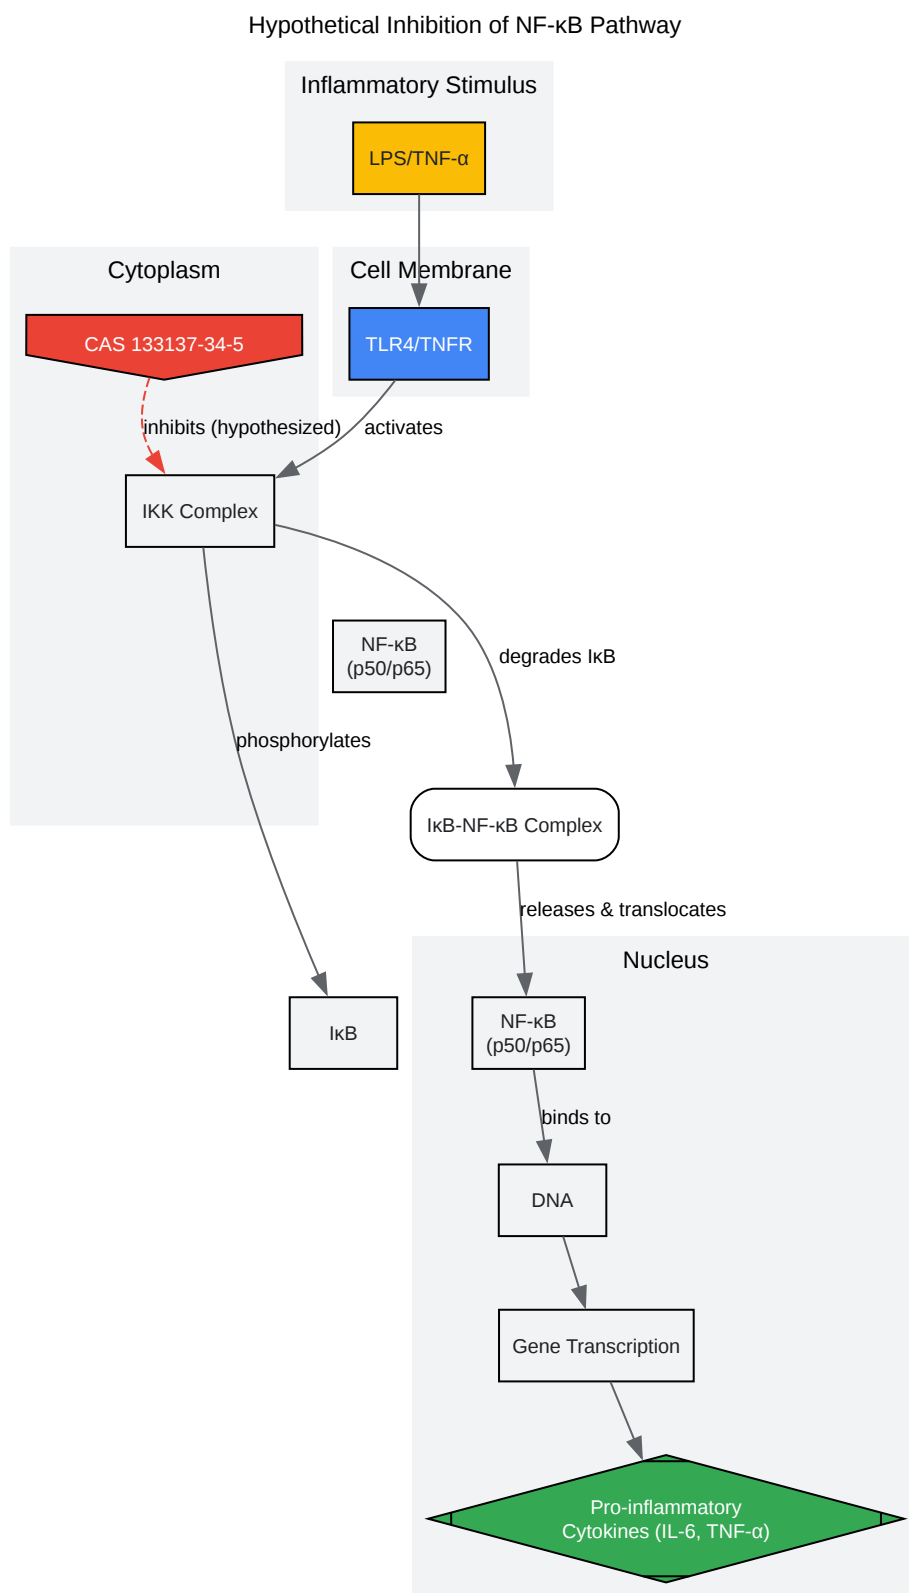 Hypothetical Inhibition of NF-κB Pathway
Inflammatory Stimulus
LPS/TNF-α
Cytoplasm
Cell Membrane
CAS 133137-34-5
TLR4/TNFR
inhibits (hypothesized)
activates
IKK Complex
NF-κB
(p50/p65)
degrades IκB
phosphorylates
IκB-NF-κB Complex
releases & translocates
Nucleus
NF-κB
(p50/p65)
IκB
binds to
DNA
Gene Transcription
Pro-inflammatory
Cytokines (IL-6, TNF-α)